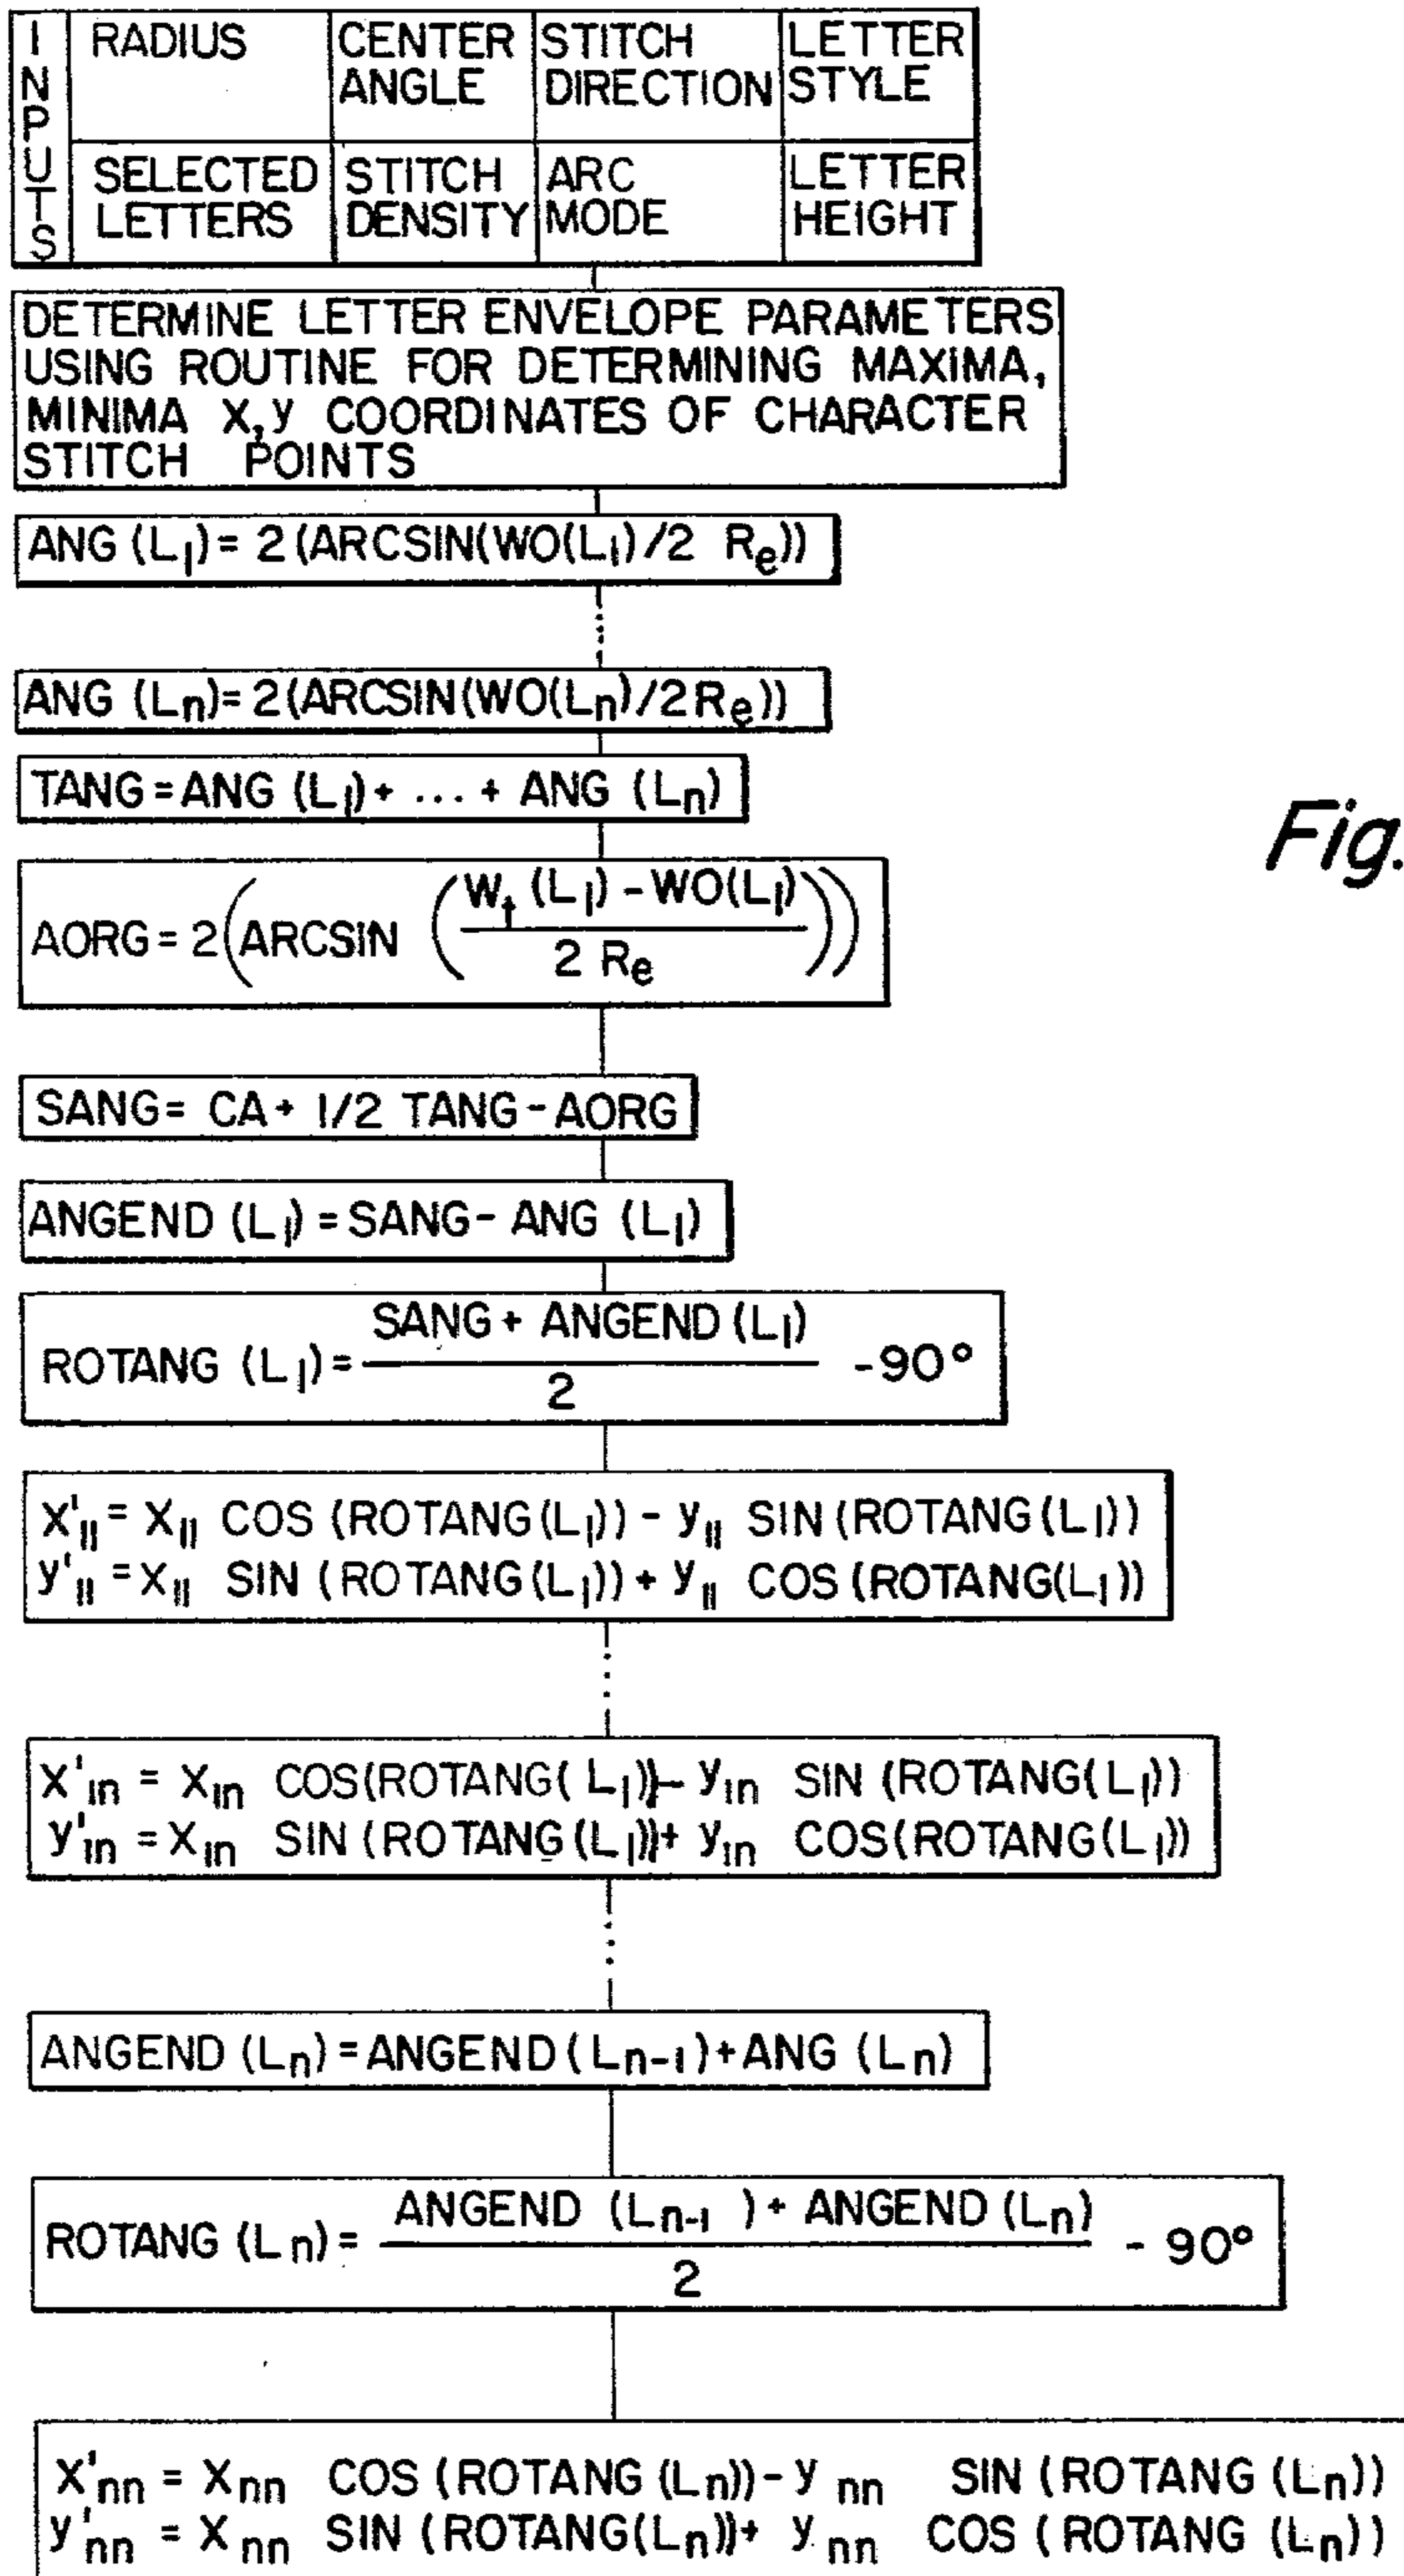 INPUTS
RADIUS CENTER ANGLE STITCH DIRECTION LETTER STYLE
SELECTED LETTERS STITCH DENSITY ARC MODE LETTER HEIGHT
DETERMINE LETTER ENVELOPE PARAMETERS
USING ROUTINE FOR DETERMINING MAXIMA,
MINIMA X,Y COORDINATES OF CHARACTER
STITCH POINTS
ANG (L₁) = 2(ARCSIN(WO(L₁)/2 Rₑ))
ANG (Lₙ) = 2(ARCSIN(WO(Lₙ)/2Rₑ))
TANG = ANG (L₁) + ... + ANG (Lₙ)
AORG = 2(ARCSIN ((Wₜ (L₁) - WO(L₁))/2 Rₑ))
Fig.
SANG = CA + 1/2 TANG - AORG
ANGEND (L₁) = SANG - ANG (L₁)
ROTANG (L₁) = (SANG + ANGEND (L₁))/2 - 90°
X'₁₁ = X₁₁ COS (ROTANG(L₁)) - y₁₁ SIN (ROTANG(L₁))
y'₁₁ = X₁₁ SIN (ROTANG(L₁)) + y₁₁ COS (ROTANG(L₁))
X'₁ₙ = X₁ₙ COS(ROTANG( L₁)) - y₁ₙ SIN (ROTANG(L₁))
y'₁ₙ = X₁ₙ SIN (ROTANG (L₁)) + y₁ₙ COS(ROTANG(L₁))
ANGEND (Lₙ) = ANGEND (Lₙ₋₁) + ANG (Lₙ)
ROTANG (Lₙ) = (ANGEND (Lₙ₋₁ ) + ANGEND (Lₙ))/2 - 90°
X'ₙₙ = Xₙₙ COS (ROTANG (Lₙ)) - y ₙₙ SIN (ROTANG (Lₙ))
y'ₙₙ = Xₙₙ SIN (ROTANG(Lₙ)) + y ₙₙ COS ( ROTANG (Lₙ))